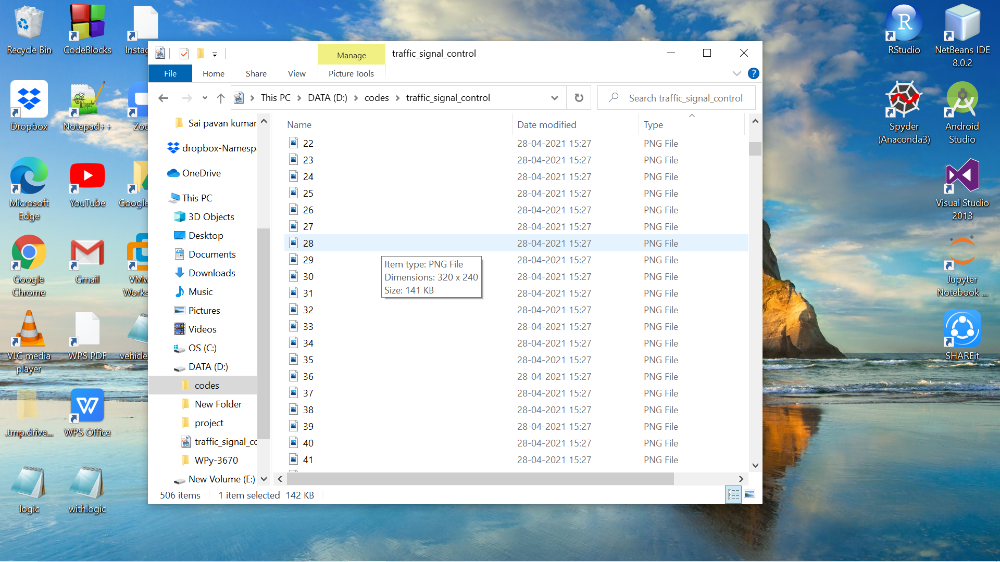 Recycle Bin
CodeBlocks
Instag
Dropbox
Notepad++
Zoc
Microsoft
Edge
YouTube
Google
Google
Chrome
Gmail
VMw
Works
VLC media
player
WPS PDF
vehicle
.tmp.drive...
WPS Office
logic
withlogic
Manage
traffic_signal_control
File
Home
Share
View
Picture Tools
This PC
DATA (D:)
codes
traffic_signal_control
Search traffic_signal_control
Sai pavan kumar
dropbox-Namesp
OneDrive
This PC
3D Objects
Desktop
Documents
Downloads
Music
Pictures
Videos
OS (C:)
DATA (D:)
codes
New Folder
project
traffic_signal_cc
WPy-3670
New Volume (E:)
Name Date modified Type
22 28-04-2021 15:27 PNG File
23 28-04-2021 15:27 PNG File
24 28-04-2021 15:27 PNG File
25 28-04-2021 15:27 PNG File
26 28-04-2021 15:27 PNG File
27 28-04-2021 15:27 PNG File
28 28-04-2021 15:27 PNG File
29 28-04-2021 15:27 PNG File
30 28-04-2021 15:27 PNG File
31 28-04-2021 15:27 PNG File
32 28-04-2021 15:27 PNG File
33 28-04-2021 15:27 PNG File
34 28-04-2021 15:27 PNG File
35 28-04-2021 15:27 PNG File
36 28-04-2021 15:27 PNG File
37 28-04-2021 15:27 PNG File
38 28-04-2021 15:27 PNG File
39 28-04-2021 15:27 PNG File
40 28-04-2021 15:27 PNG File
41 28-04-2021 15:27 PNG File
Item type: PNG File
Dimensions: 320 x 240
Size: 141 KB
506 items
1 item selected 142 KB
RStudio
NetBeans IDE
8.0.2
Spyder
(Anaconda3)
Android
Studio
Visual Studio
2013
Jupyter
Notebook ...
SHAREit